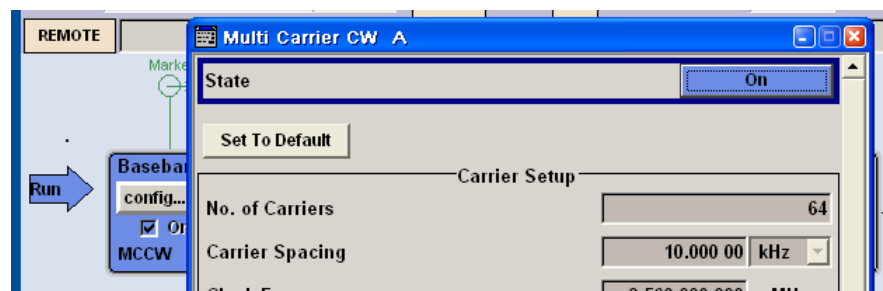 REMOTE
Multi Carrier CW A
State
On
Set To Default
Run
config...
MCCW
Carrier Setup
No. of Carriers
64
Carrier Spacing
10.000 00 kHz